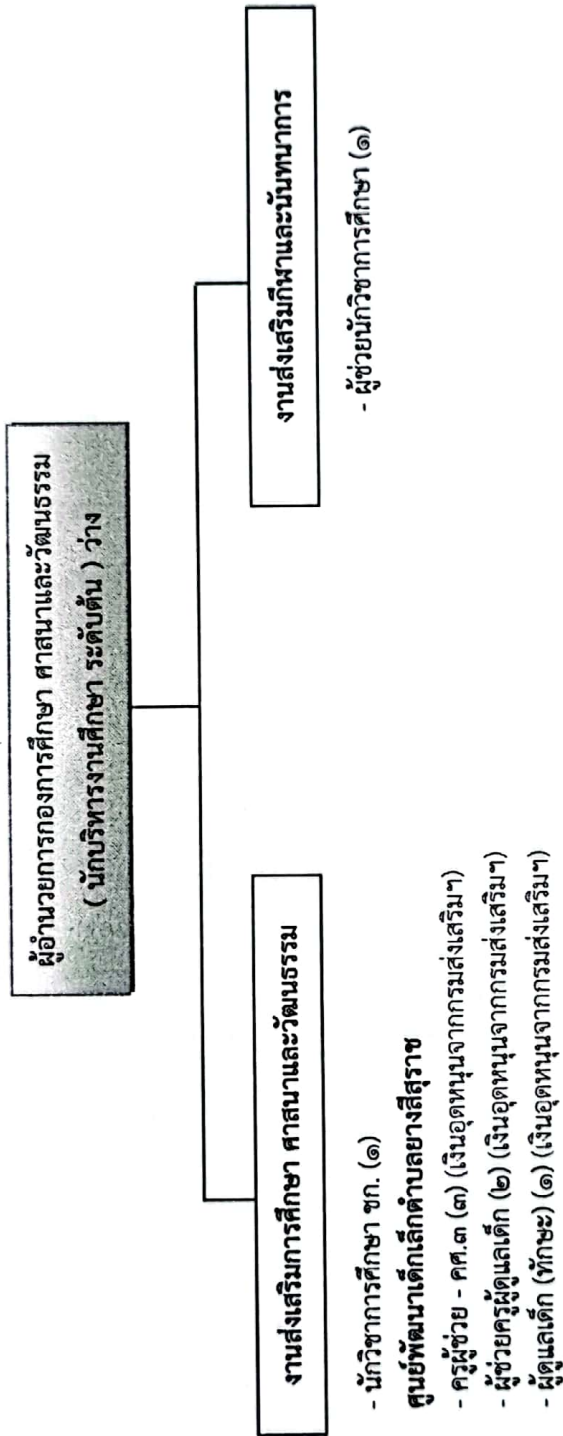 ผู้อำนวยการกองการศึกษา ศาสนาและวัฒนธรรม
( นักบริหารงานศึกษา ระดับต้น ) ว่าง
งานส่งเสริมการศึกษา ศาสนาและวัฒนธรรม
- นักวิชาการศึกษา ชก. (๑)
ศูนย์พัฒนาเด็กเล็กตำบลยางสีสุราช
- ครูผู้ช่วย - คศ.๓ (๓) (เงินอุดหนุนจากกรมส่งเสริมฯ)
- ผู้ช่วยครูผู้ดูแลเด็ก (๒) (เงินอุดหนุนจากกรมส่งเสริมฯ)
- ผู้ดูแลเด็ก (ทักษะ) (๑) (เงินอุดหนุนจากกรมส่งเสริมฯ)
งานส่งเสริมกีฬาและนันทนาการ
- ผู้ช่วยนักวิชาการศึกษา (๑)